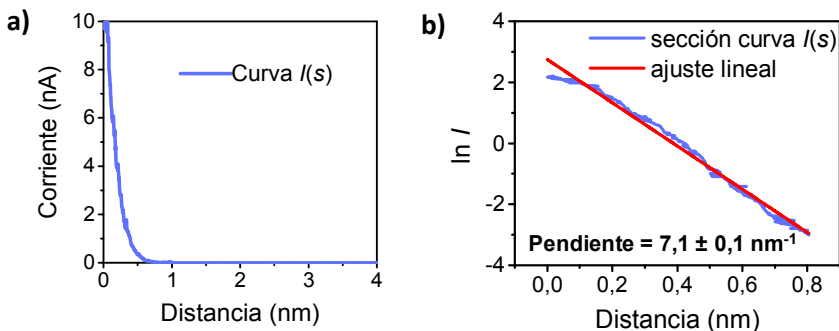 a)
Corriente (nA)
10
8
6
4
2
0
Curva I(s)
0 1 2 3 4
Distancia (nm)
b)
ln I
4
2
0
-2
-4
sección curva I(s)
ajuste lineal
Pendiente = 7,1 ± 0,1 nm⁻¹
0,0 0,2 0,4 0,6 0,8
Distancia (nm)